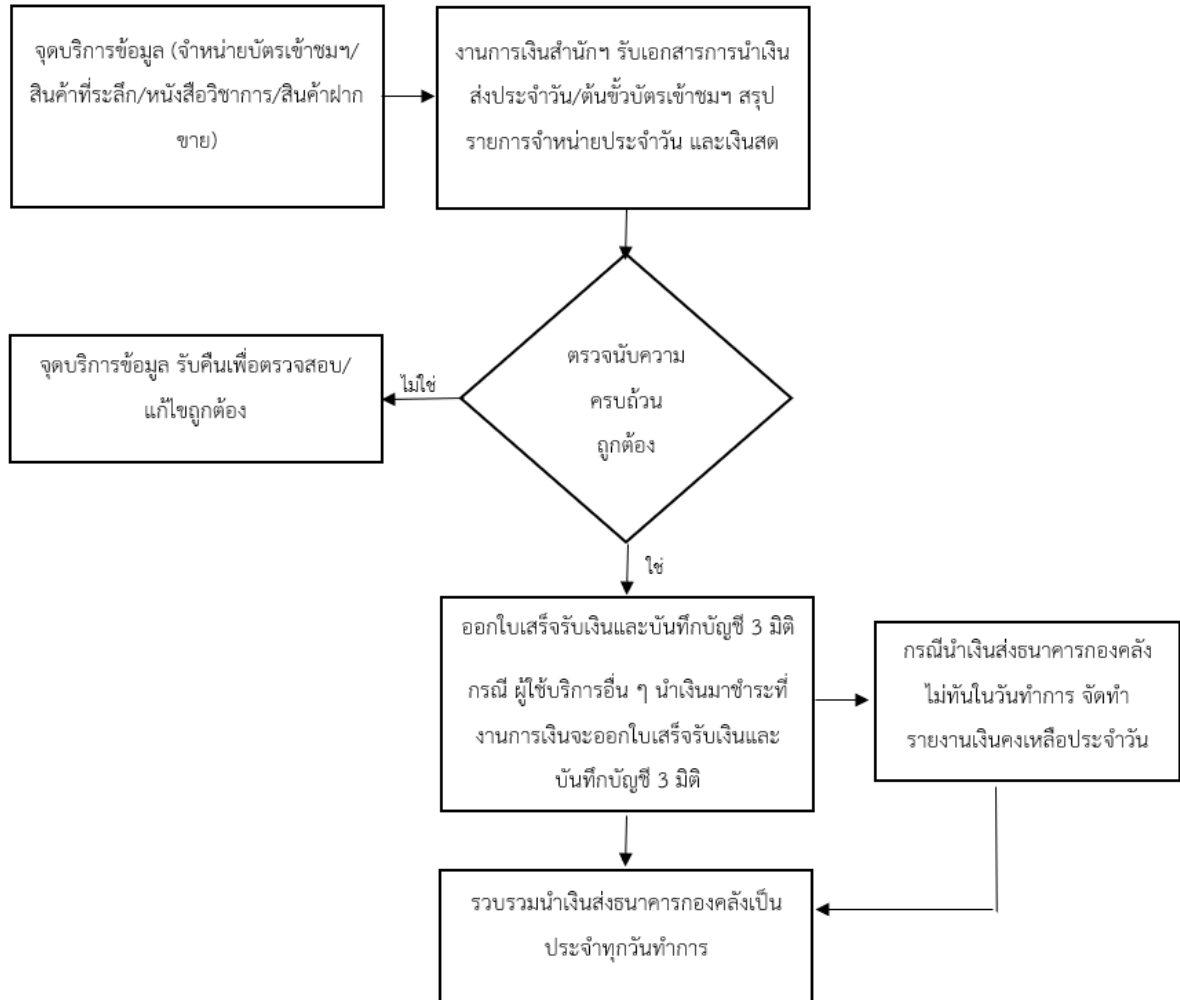 จุดบริการข้อมูล (จำหน่ายบัตรเข้าชมฯ/
สินค้าที่ระลึก/หนังสือวิชาการ/สินค้าฝาก
ขาย)
งานการเงินสำนักฯ รับเอกสารการนำเงิน
ส่งประจำวัน/ต้นขั้วบัตรเข้าชมฯ สรุป
รายการจำหน่ายประจำวัน และเงินสด
ตรวจนับความ
ครบถ้วน
ถูกต้อง
ไม่ใช่
จุดบริการข้อมูล รับคืนเพื่อตรวจสอบ/
แก้ไขถูกต้อง
ใช่
ออกใบเสร็จรับเงินและบันทึกบัญชี 3 มิติ
กรณี ผู้ใช้บริการอื่น ๆ นำเงินมาชำระที่
งานการเงินจะออกใบเสร็จรับเงินและ
บันทึกบัญชี 3 มิติ
กรณีนำเงินส่งธนาคารกองคลัง
ไม่ทันในวันทำการ จัดทำ
รายงานเงินคงเหลือประจำวัน
รวบรวมนำเงินส่งธนาคารกองคลังเป็น
ประจำทุกวันทำการ